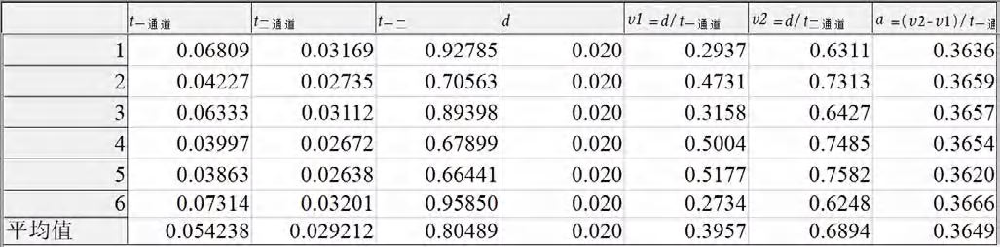 t一通道 t二通道 t一二 d v1 =d/t一通道 v2 =d/t二通道 a =(v2-v1)/t一
1 0.06809 0.03169 0.92785 0.020 0.2937 0.6311 0.3636
2 0.04227 0.02735 0.70563 0.020 0.4731 0.7313 0.3659
3 0.06333 0.03112 0.89398 0.020 0.3158 0.6427 0.3657
4 0.03997 0.02672 0.67899 0.020 0.5004 0.7485 0.3654
5 0.03863 0.02638 0.66441 0.020 0.5177 0.7582 0.3620
6 0.07314 0.03201 0.95850 0.020 0.2734 0.6248 0.3666
平均值 0.054238 0.029212 0.80489 0.020 0.3957 0.6894 0.3649